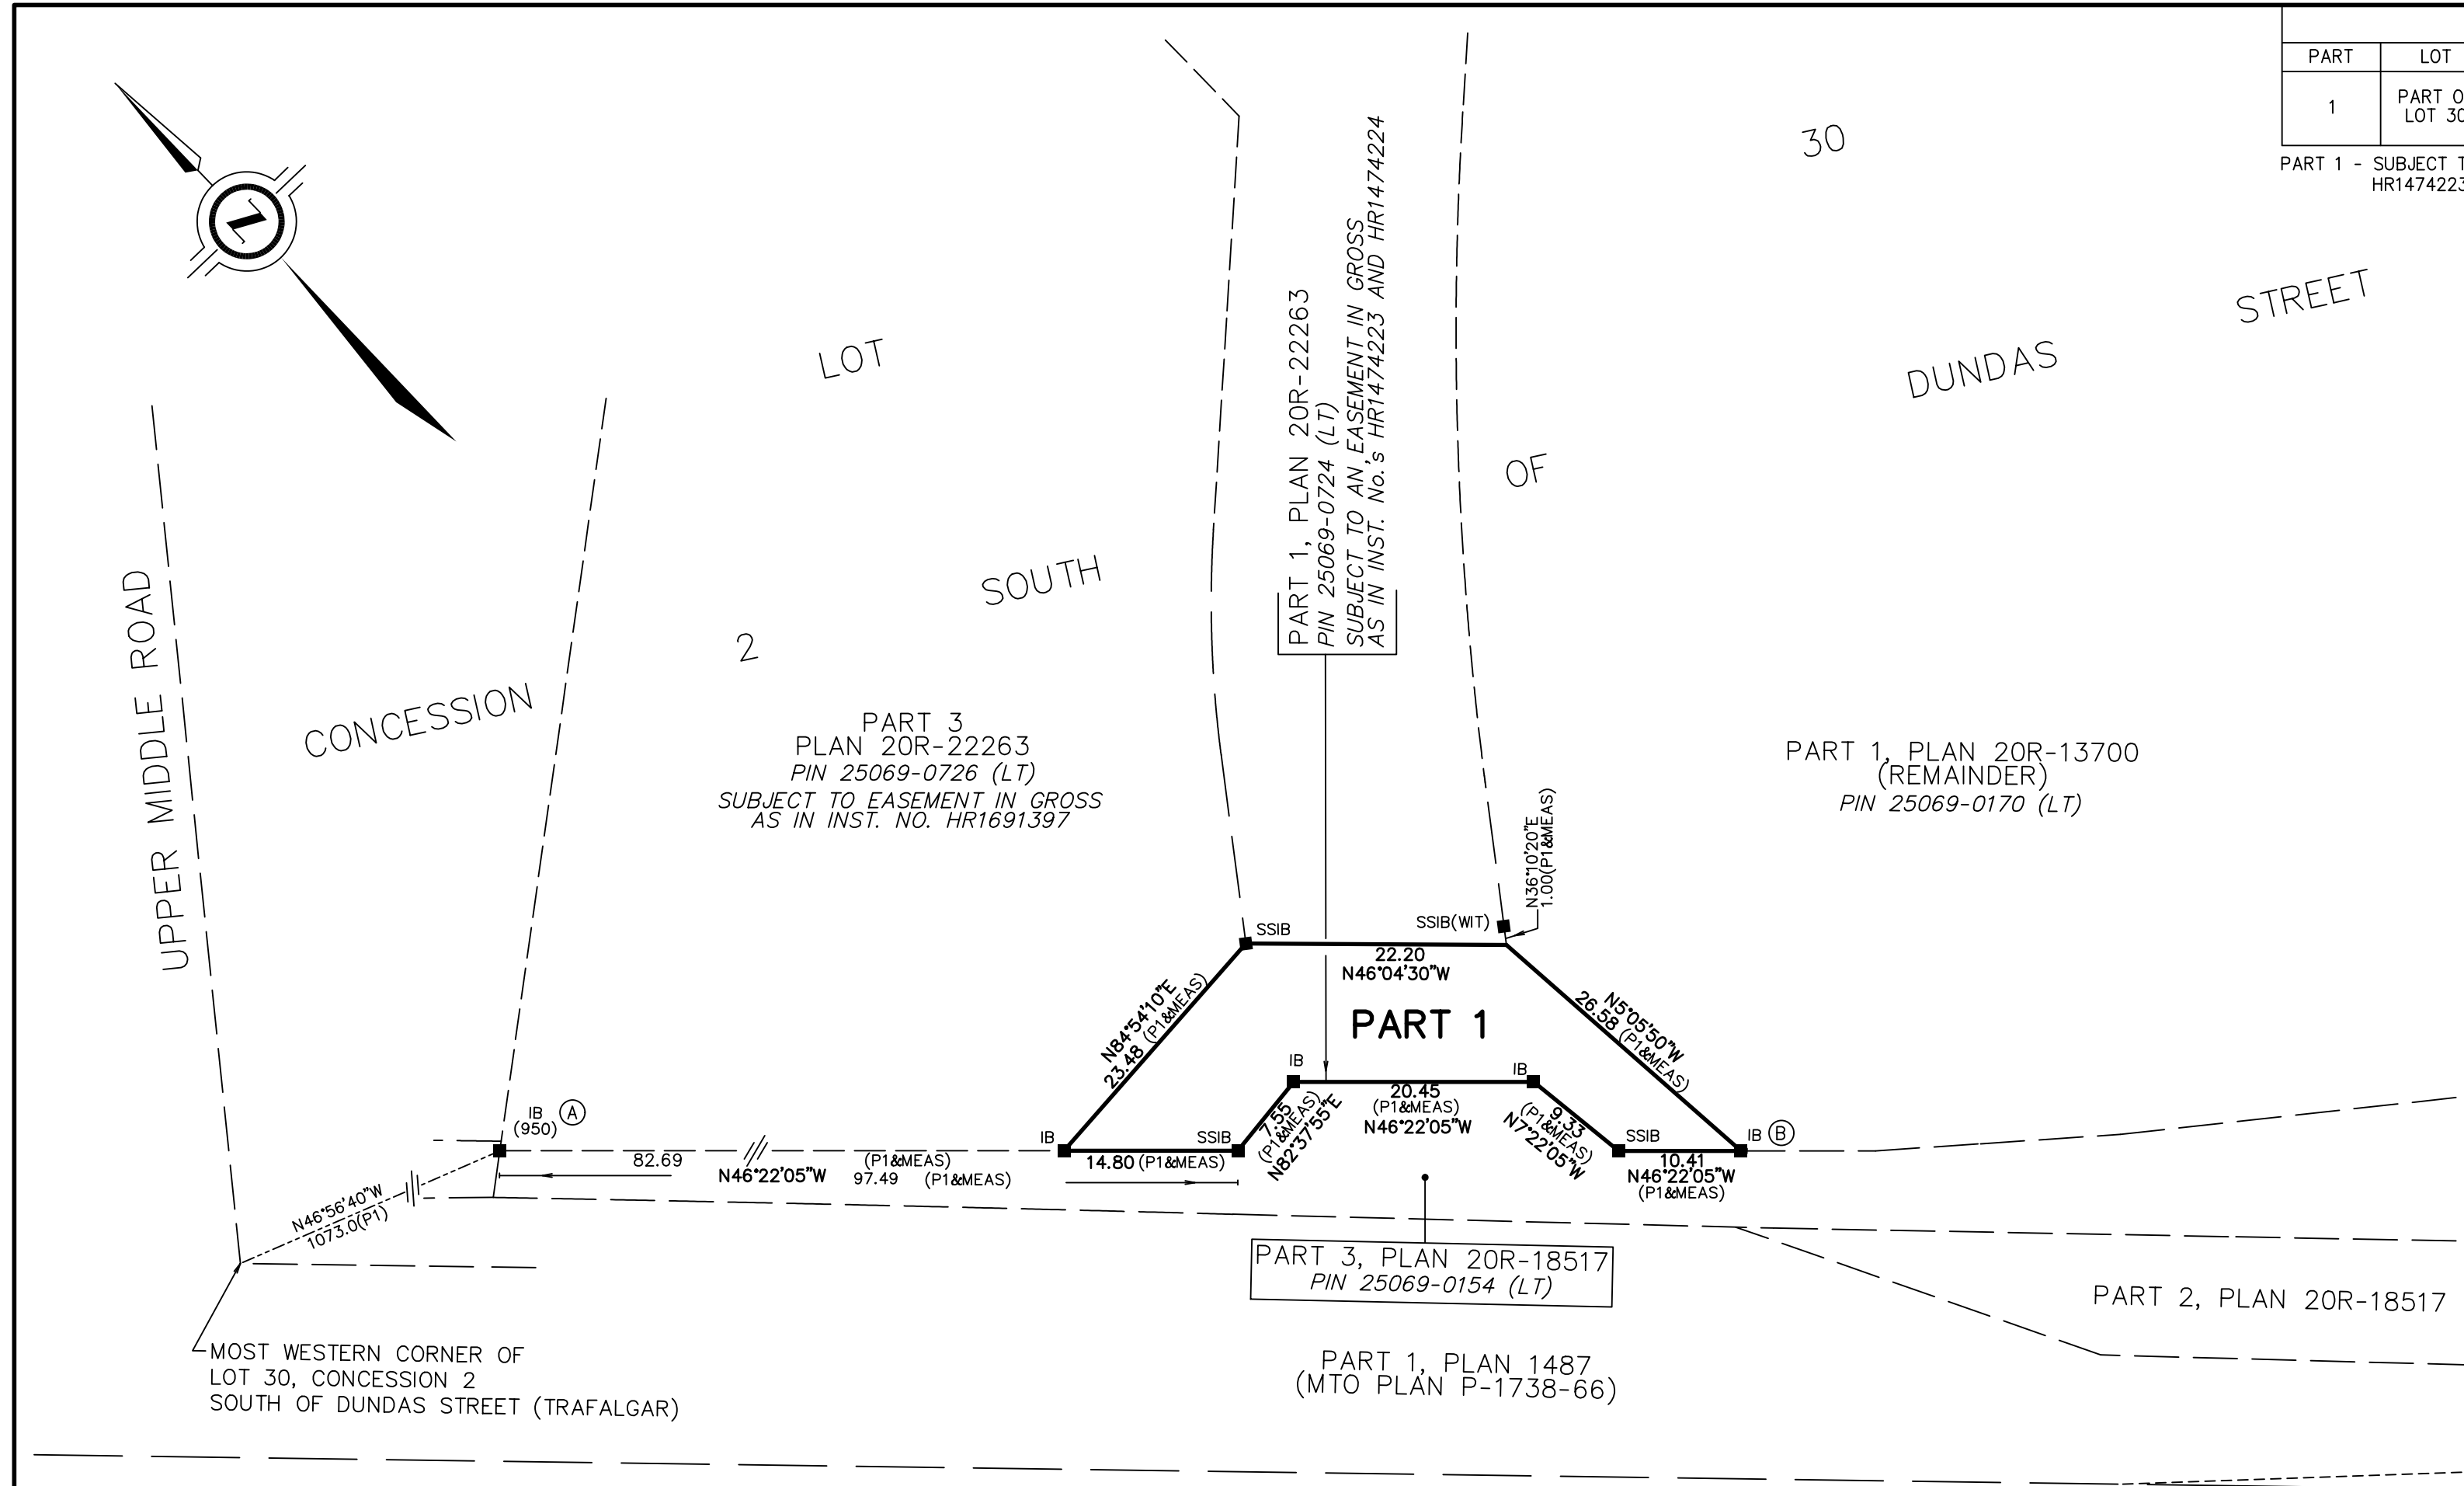 PART LOT
1 PART O
LOT 30
PART 1 - SUBJECT T
HR1474223
30
STREET
LOT
DUNDAS
PART 1, PLAN 20R-22263
PIN 25069-0724 (LT)
SUBJECT TO AN EASEMENT IN GROSS
AS IN INST. No.'s HR1474223 AND HR1474224
OF
SOUTH
2
CONCESSION
UPPER MIDDLE ROAD
PART 3
PLAN 20R-22263
PIN 25069-0726 (LT)
SUBJECT TO EASEMENT IN GROSS
AS IN INST. NO. HR1691397
PART 1, PLAN 20R-13700
(REMAINDER)
PIN 25069-0170 (LT)
N36°10'20"E
1.00(P1&MEAS)
SSIB
SSIB(WIT)
22.20
N46°04'30"W
N84°54'10"E
23.48 (P1&MEAS)
PART 1
N5°05'50"W
26.58 (P1&MEAS)
IB
IB
20.45
(P1&MEAS)
N46°22'05"W
7.55
(P1&MEAS)
N82°37'55"E
9.33
(P1&MEAS)
N7°22'05"W
IB A
(950)
IB
SSIB
SSIB
IB B
82.69
N46°22'05"W
(P1&MEAS)
97.49 (P1&MEAS)
14.80 (P1&MEAS)
10.41
N46°22'05"W
(P1&MEAS)
N46°56'40"W
1073.0(P1)
PART 3, PLAN 20R-18517
PIN 25069-0154 (LT)
PART 2, PLAN 20R-18517
MOST WESTERN CORNER OF
LOT 30, CONCESSION 2
SOUTH OF DUNDAS STREET (TRAFALGAR)
PART 1, PLAN 1487
(MTO PLAN P-1738-66)